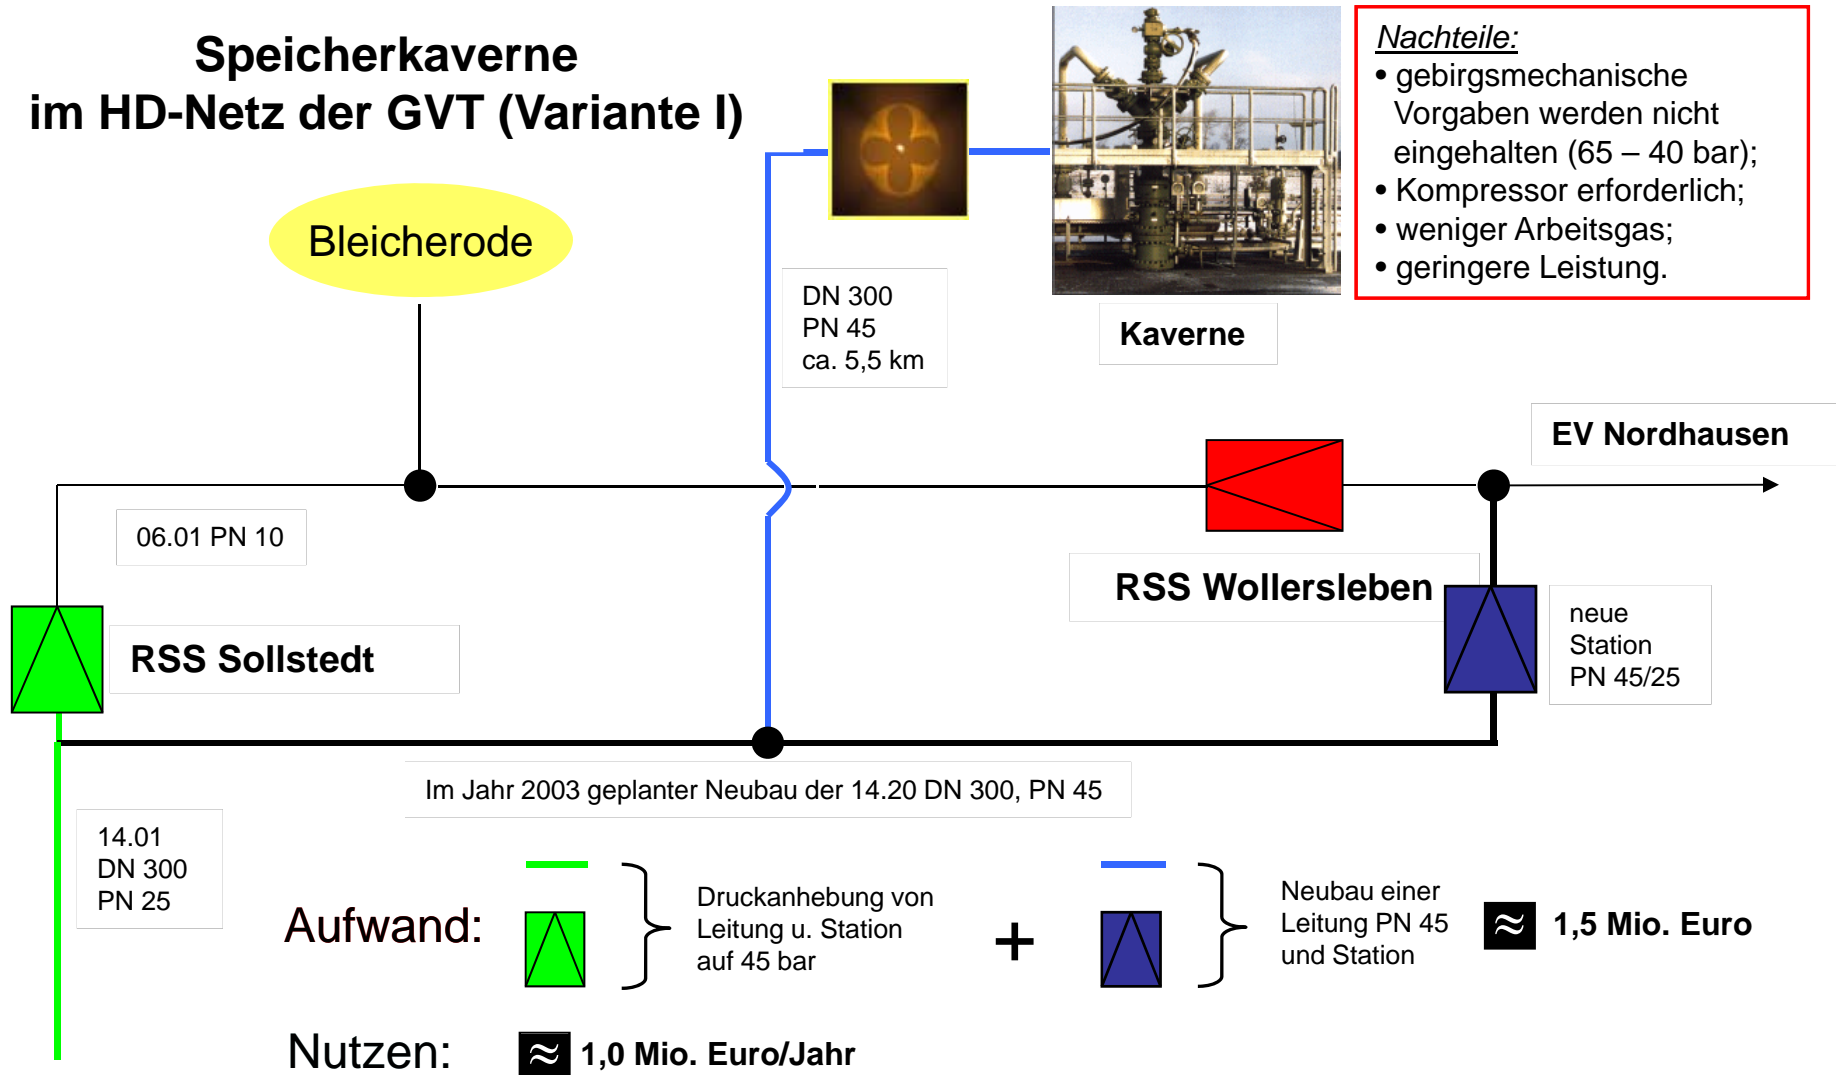 Speicherkaverne
im HD-Netz der GVT (Variante I)
Nachteile:
• gebirgsmechanische
Vorgaben werden nicht
eingehalten (65 – 40 bar);
• Kompressor erforderlich;
• weniger Arbeitsgas;
• geringere Leistung.
Bleicherode
DN 300
PN 45
ca. 5,5 km
Kaverne
EV Nordhausen
06.01 PN 10
RSS Wollersleben
RSS Sollstedt
neue
Station
PN 45/25
Im Jahr 2003 geplanter Neubau der 14.20 DN 300, PN 45
14.01
DN 300
PN 25
Aufwand:
Druckanhebung von
Leitung u. Station
auf 45 bar
+
Neubau einer
Leitung PN 45
und Station
≈ 1,5 Mio. Euro
Nutzen:
≈ 1,0 Mio. Euro/Jahr